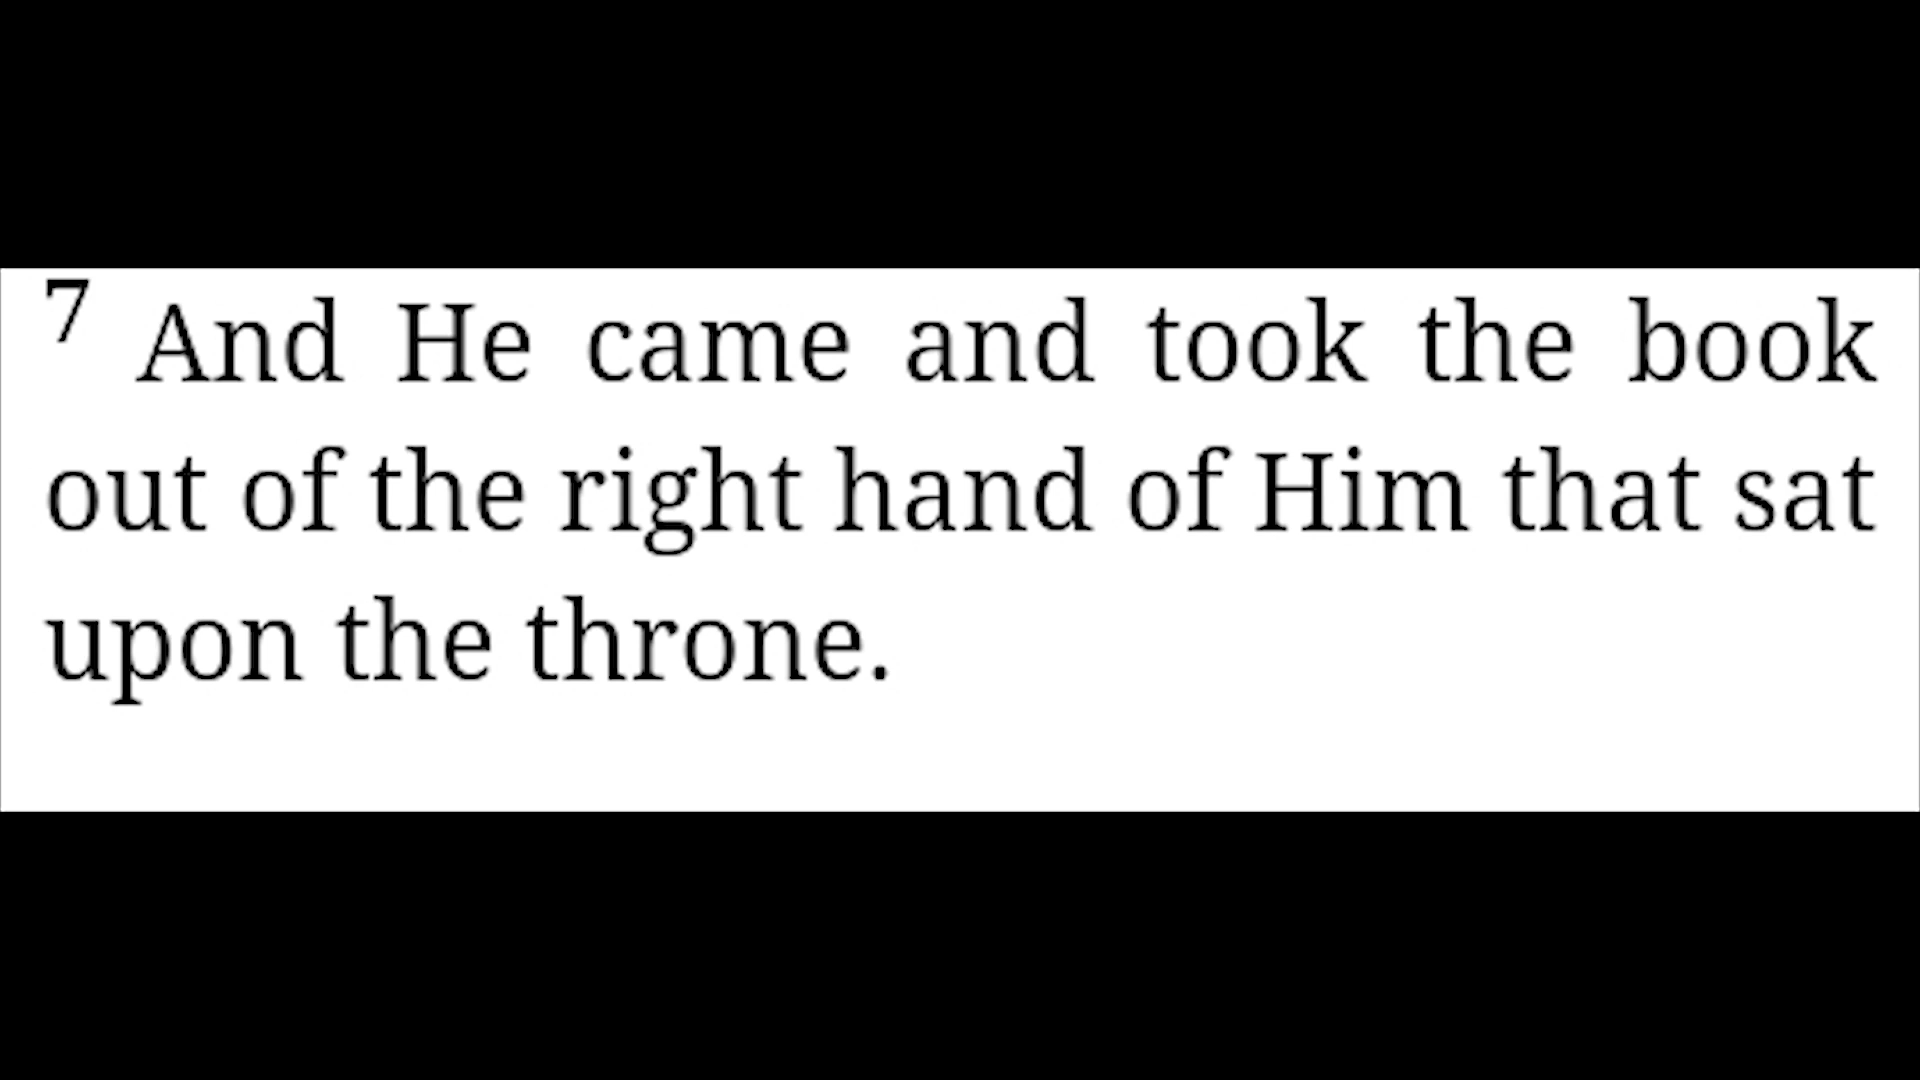 7 And He came and took the book
out of the right hand of Him that sat
upon the throne.